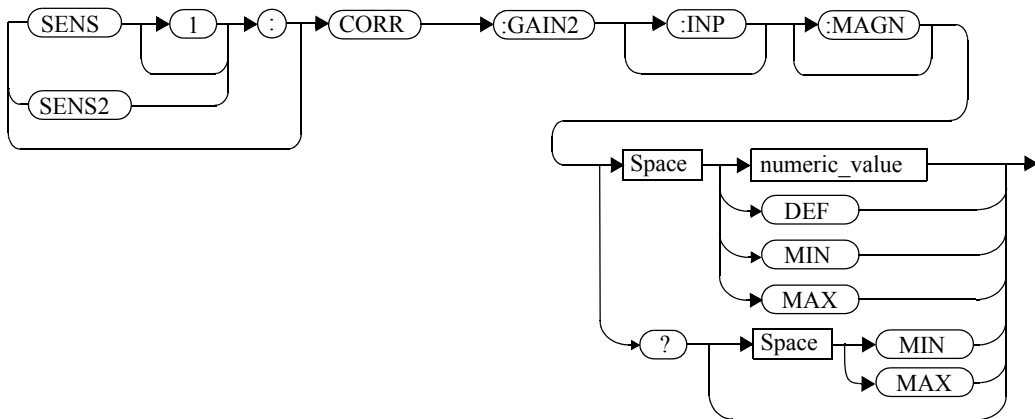 SENS 1 : CORR :GAIN2 :INP :MAGN
SENS2
Space numeric_value
DEF
MIN
MAX
? Space MIN
MAX